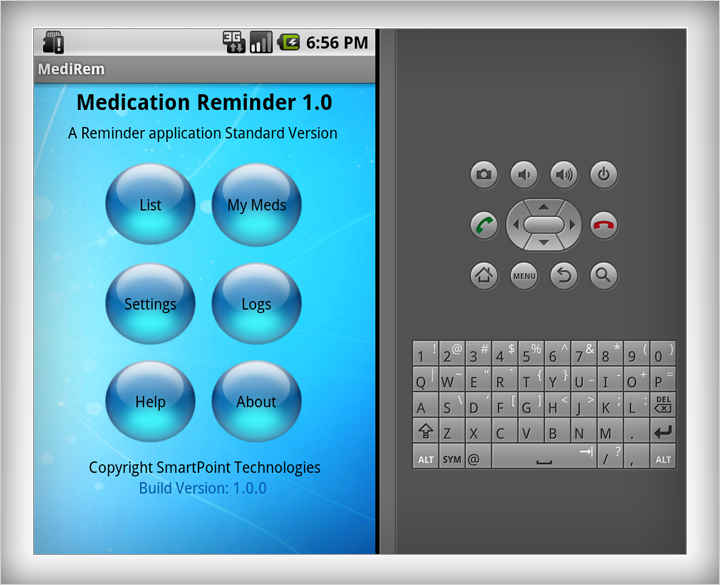 3G 6:56 PM
MediRem
Medication Reminder 1.0
A Reminder application Standard Version
List My Meds
Settings Logs
Help About
Copyright SmartPoint Technologies
Build Version: 1.0.0
MENU
1 ! 2 @ 3 # 4 $ 5 % 6 ^ 7 & 8 * 9 ( 0 )
Q | W ~ E " R ` T { Y } U _ I - O + P =
A S \ D ' F [ G ] H < J > K ; L : DEL
Z X C V B N M .
ALT SYM @ / ? , ALT